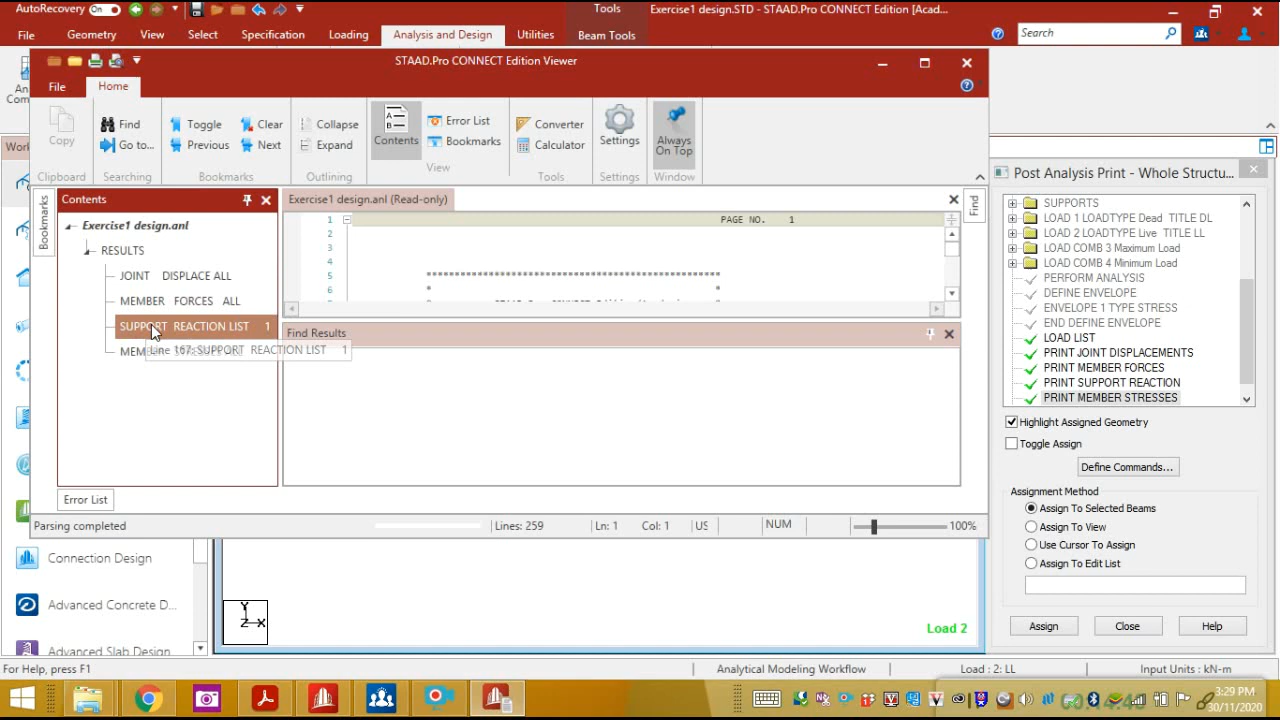 AutoRecovery On
Tools
Exercise1 design.STD - STAAD.Pro CONNECT Edition [Aca...
File Geometry View Select Specification Loading Analysis and Design Utilities Beam Tools
Search
STAAD.Pro CONNECT Edition Viewer
File Home
Copy
Find
Go to...
Toggle
Previous
Clear
Next
Collapse
Expand
Contents
Error List
Bookmarks
Converter
Calculator
Settings
Always On Top
Clipboard Searching Bookmarks Outlining View Tools Settings Window
Contents
Bookmarks
Exercise1 design.anl
RESULTS
JOINT DISPLACE ALL
MEMBER FORCES ALL
SUPPORT REACTION LIST 1
Line 167: SUPPORT REACTION LIST 1
Error List
Exercise1 design.anl (Read-only)
Find
1 PAGE NO. 1
2
3
4
5 ****************************************************
6 * *
Find Results
Parsing completed
Lines: 259
Ln: 1
Col: 1
US
NUM
100%
Post Analysis Print - Whole Structu...
SUPPORTS
LOAD 1 LOADTYPE Dead TITLE DL
LOAD 2 LOADTYPE Live TITLE LL
LOAD COMB 3 Maximum Load
LOAD COMB 4 Minimum Load
PERFORM ANALYSIS
DEFINE ENVELOPE
ENVELOPE 1 TYPE STRESS
END DEFINE ENVELOPE
LOAD LIST
PRINT JOINT DISPLACEMENTS
PRINT MEMBER FORCES
PRINT SUPPORT REACTION
PRINT MEMBER STRESSES
Highlight Assigned Geometry
Toggle Assign
Define Commands...
Assignment Method
Assign To Selected Beams
Assign To View
Use Cursor To Assign
Assign To Edit List
Assign Close Help
Connection Design
Advanced Concrete D...
Advanced Slab Design
Y
Z X
Load 2
For Help, press F1
Analytical Modeling Workflow
Load : 2: LL
Input Units : kN-m
3:29 PM
30/11/2020